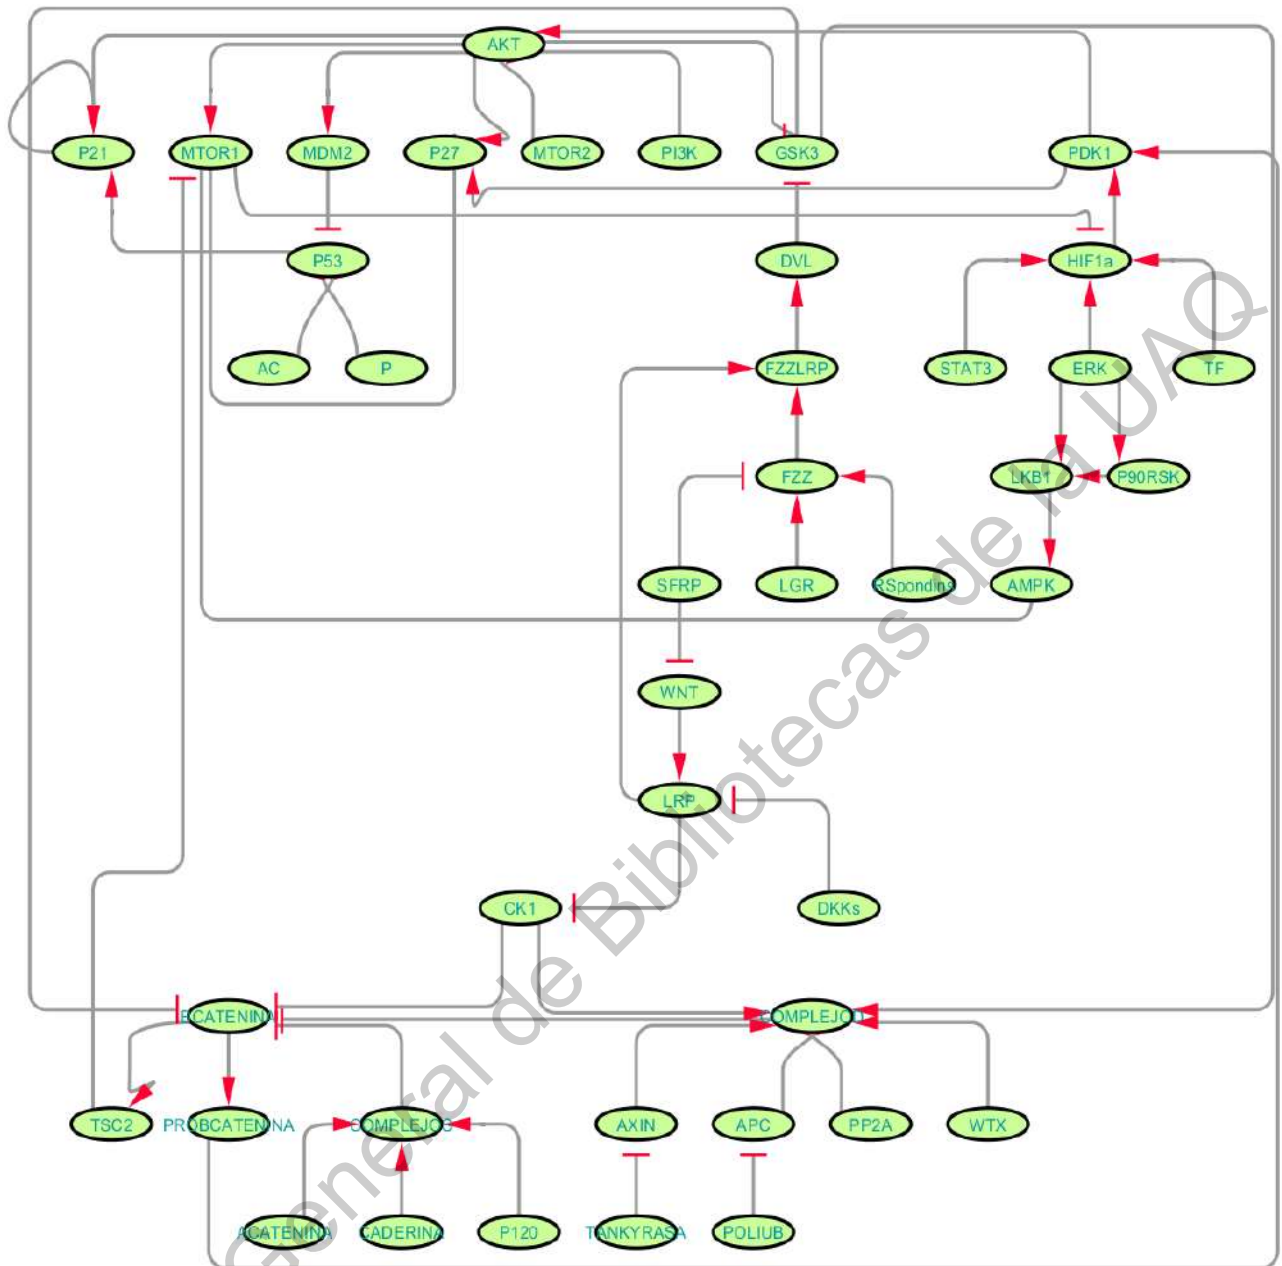 AKT
P21 MTOR1 MDM2 P27 MTOR2 PI3K GSK3 PDK1
P53 DVL HIF1a
AC P FZZLRP STAT3 ERK TF
FZZ LKB1 P90RSK
SFRP LGR RSpondins AMPK
WNT
LRP
CK1 DKKs
BCATENINA COMPLEJOD
TSC2 PROBCATENINA COMPLEJOS AXIN APC PP2A WTX
ACATENINA CADERINA P120 TANKYRASA POLIUB
General de Bibliotecas de la UAQ